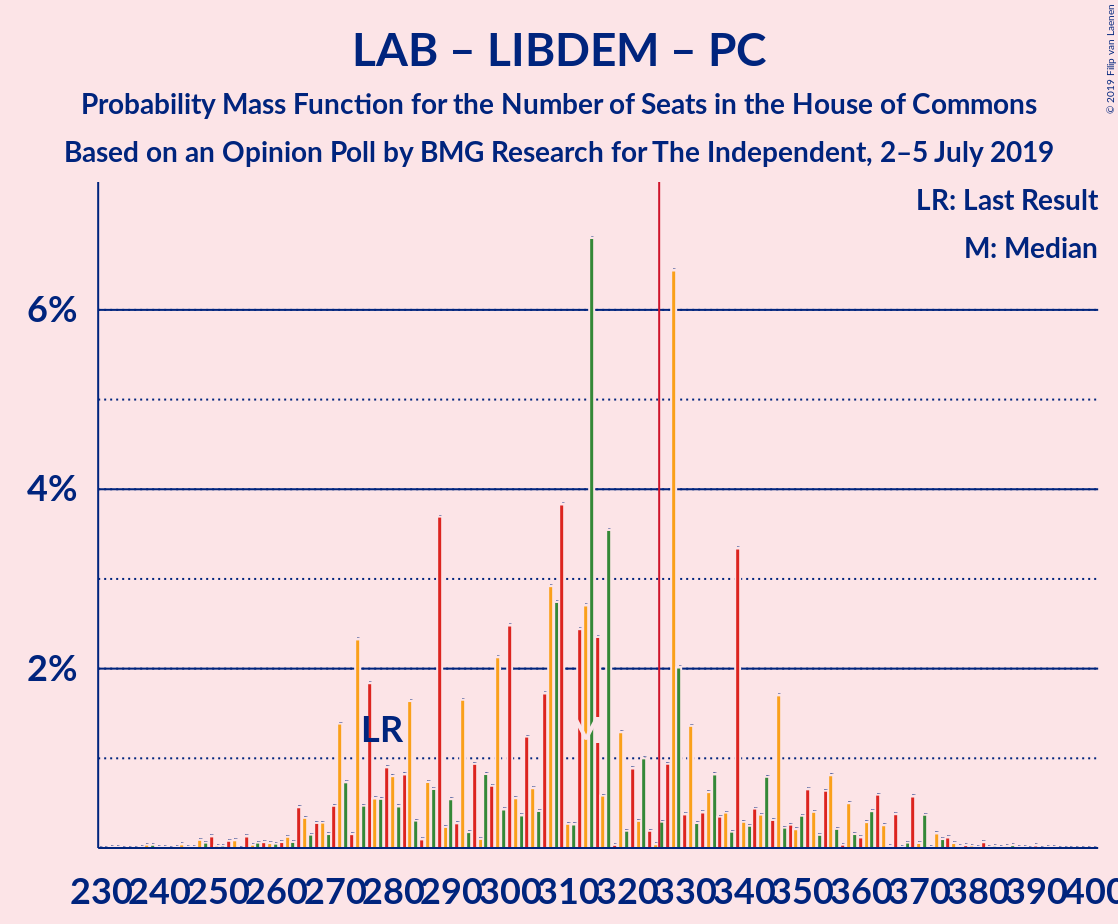 LAB – LIBDEM – PC
Probability Mass Function for the Number of Seats in the House of Commons
Based on an Opinion Poll by BMG Research for The Independent, 2–5 July 2019
© 2019 Filip van Laenen
LR: Last Result
M: Median
6%
4%
2%
LR
M
230 240 250 260 270 280 290 300 310 320 330 340 350 360 370 380 390 400